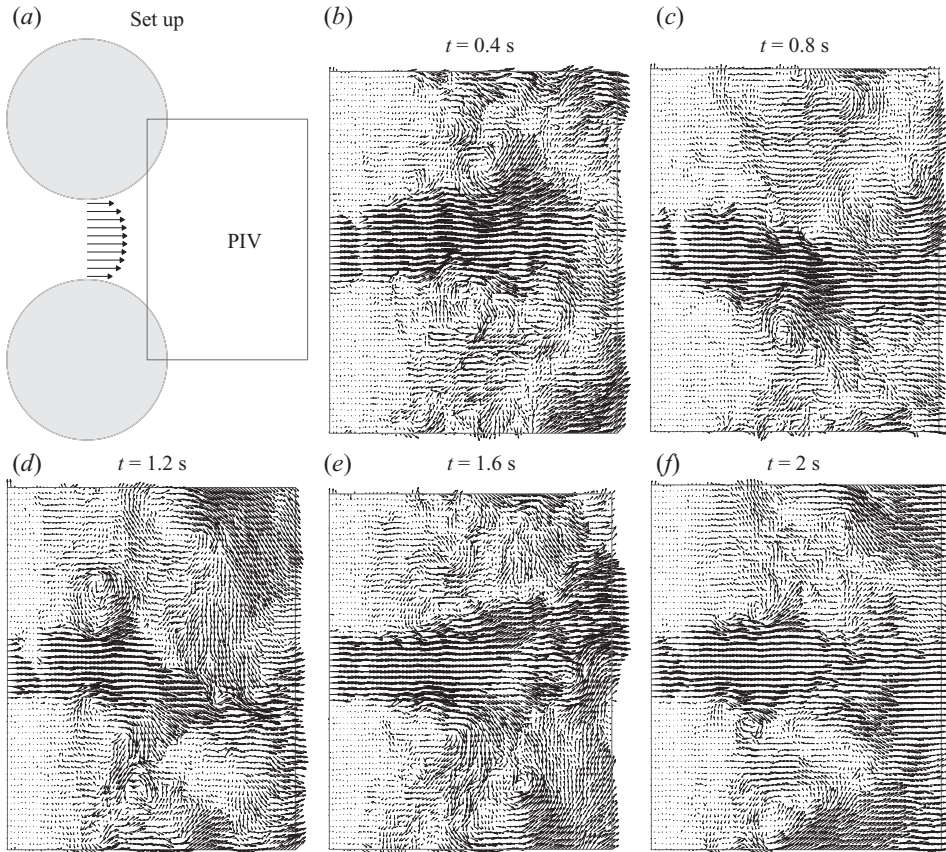 (a)
Set up
PIV
(b)
t = 0.4 s
(c)
t = 0.8 s
(d)
t = 1.2 s
(e)
t = 1.6 s
(f)
t = 2 s